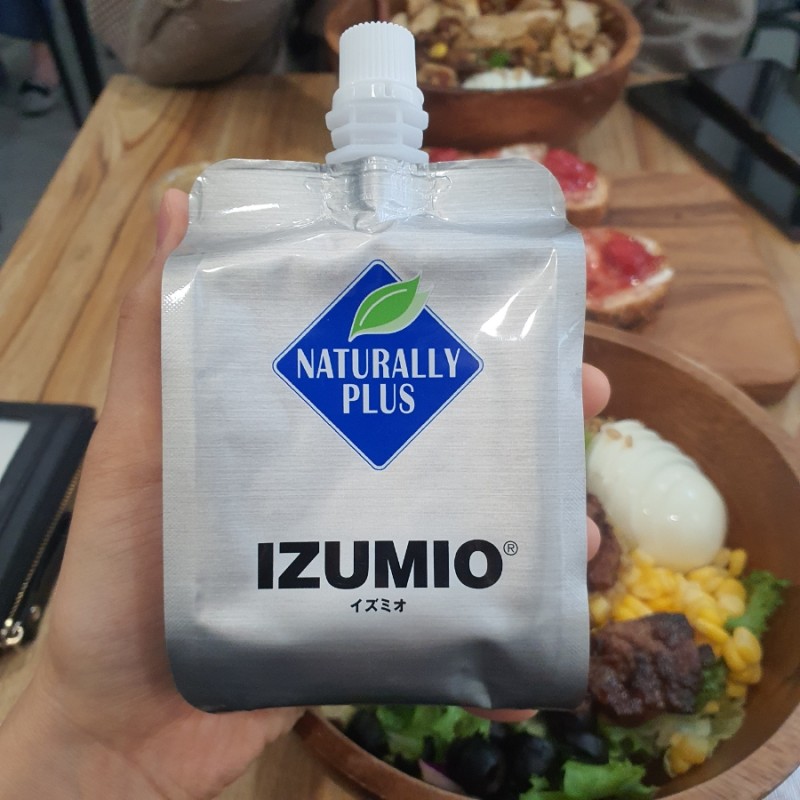 NATURALLY
PLUS
IZUMIO®
イズミオ